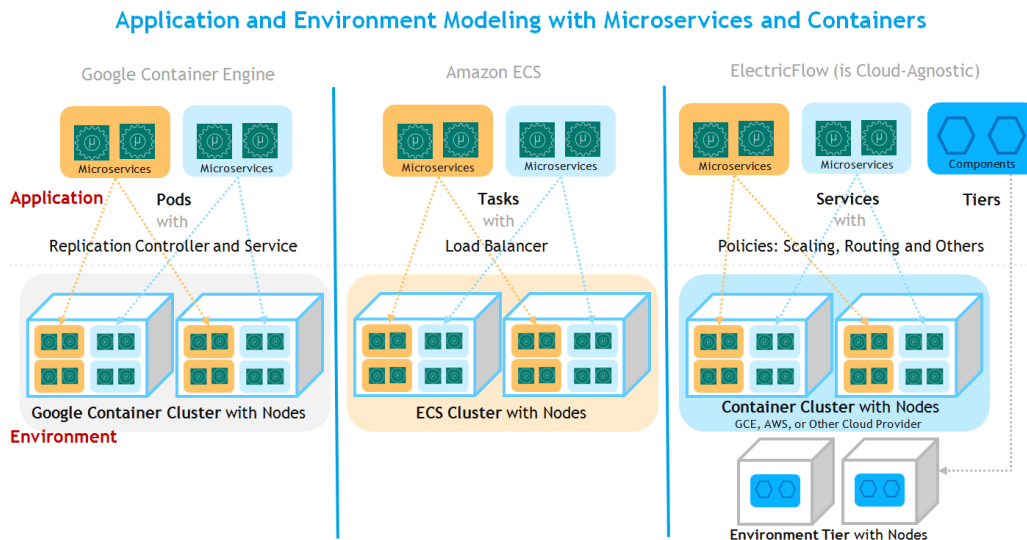 Application and Environment Modeling with Microservices and Containers
Google Container Engine
Amazon ECS
ElectricFlow (is Cloud-Agnostic)
μ μ μ μ
μ μ μ μ
μ μ μ μ
Microservices
Microservices
Microservices
Microservices
Microservices
Microservices
Components
Application
Pods
with
Replication Controller and Service
Tasks
with
Load Balancer
Services
with
Policies: Scaling, Routing and Others
Tiers
Google Container Cluster with Nodes
ECS Cluster with Nodes
Container Cluster with Nodes
GCE, AWS, or Other Cloud Provider
Environment
Environment Tier with Nodes